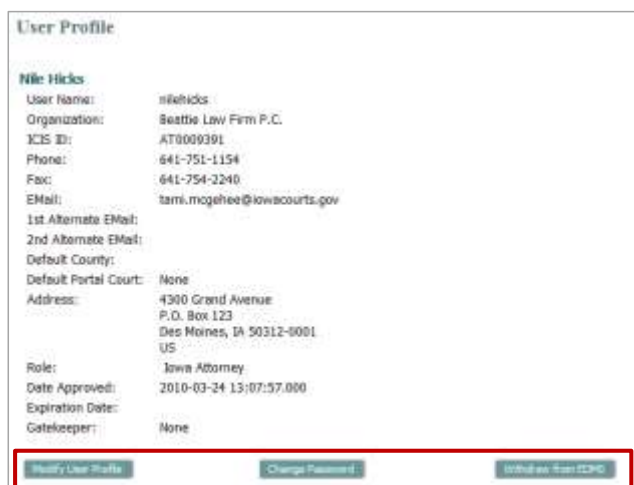 User Profile
Nile Hicks
User Name: nilehicks
Organization: Beattie Law Firm P.C.
ICIS ID: AT0009391
Phone: 641-751-1154
Fax: 641-754-2240
EMail: tami.mcgehee@iowacourts.gov
1st Alternate EMail:
2nd Alternate EMail:
Default County:
Default Portal Court: None
Address: 4300 Grand Avenue
P.O. Box 123
Des Moines, IA 50312-0001
US
Role: Iowa Attorney
Date Approved: 2010-03-24 13:07:57.000
Expiration Date:
Gatekeeper: None
Modify User Profile Change Password Withdraw from EDMS